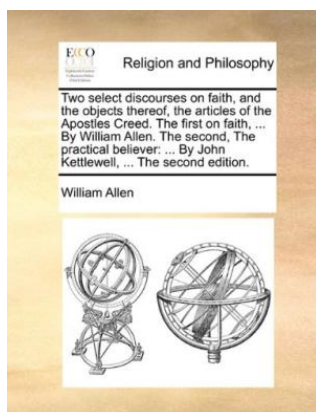 ECCO
Religion and Philosophy
Two select discourses on faith, and
the objects thereof, the articles of the
Apostles Creed. The first on faith, ...
By William Allen. The second, The
practical believer: ... By John
Kettlewell, ... The second edition.
William Allen